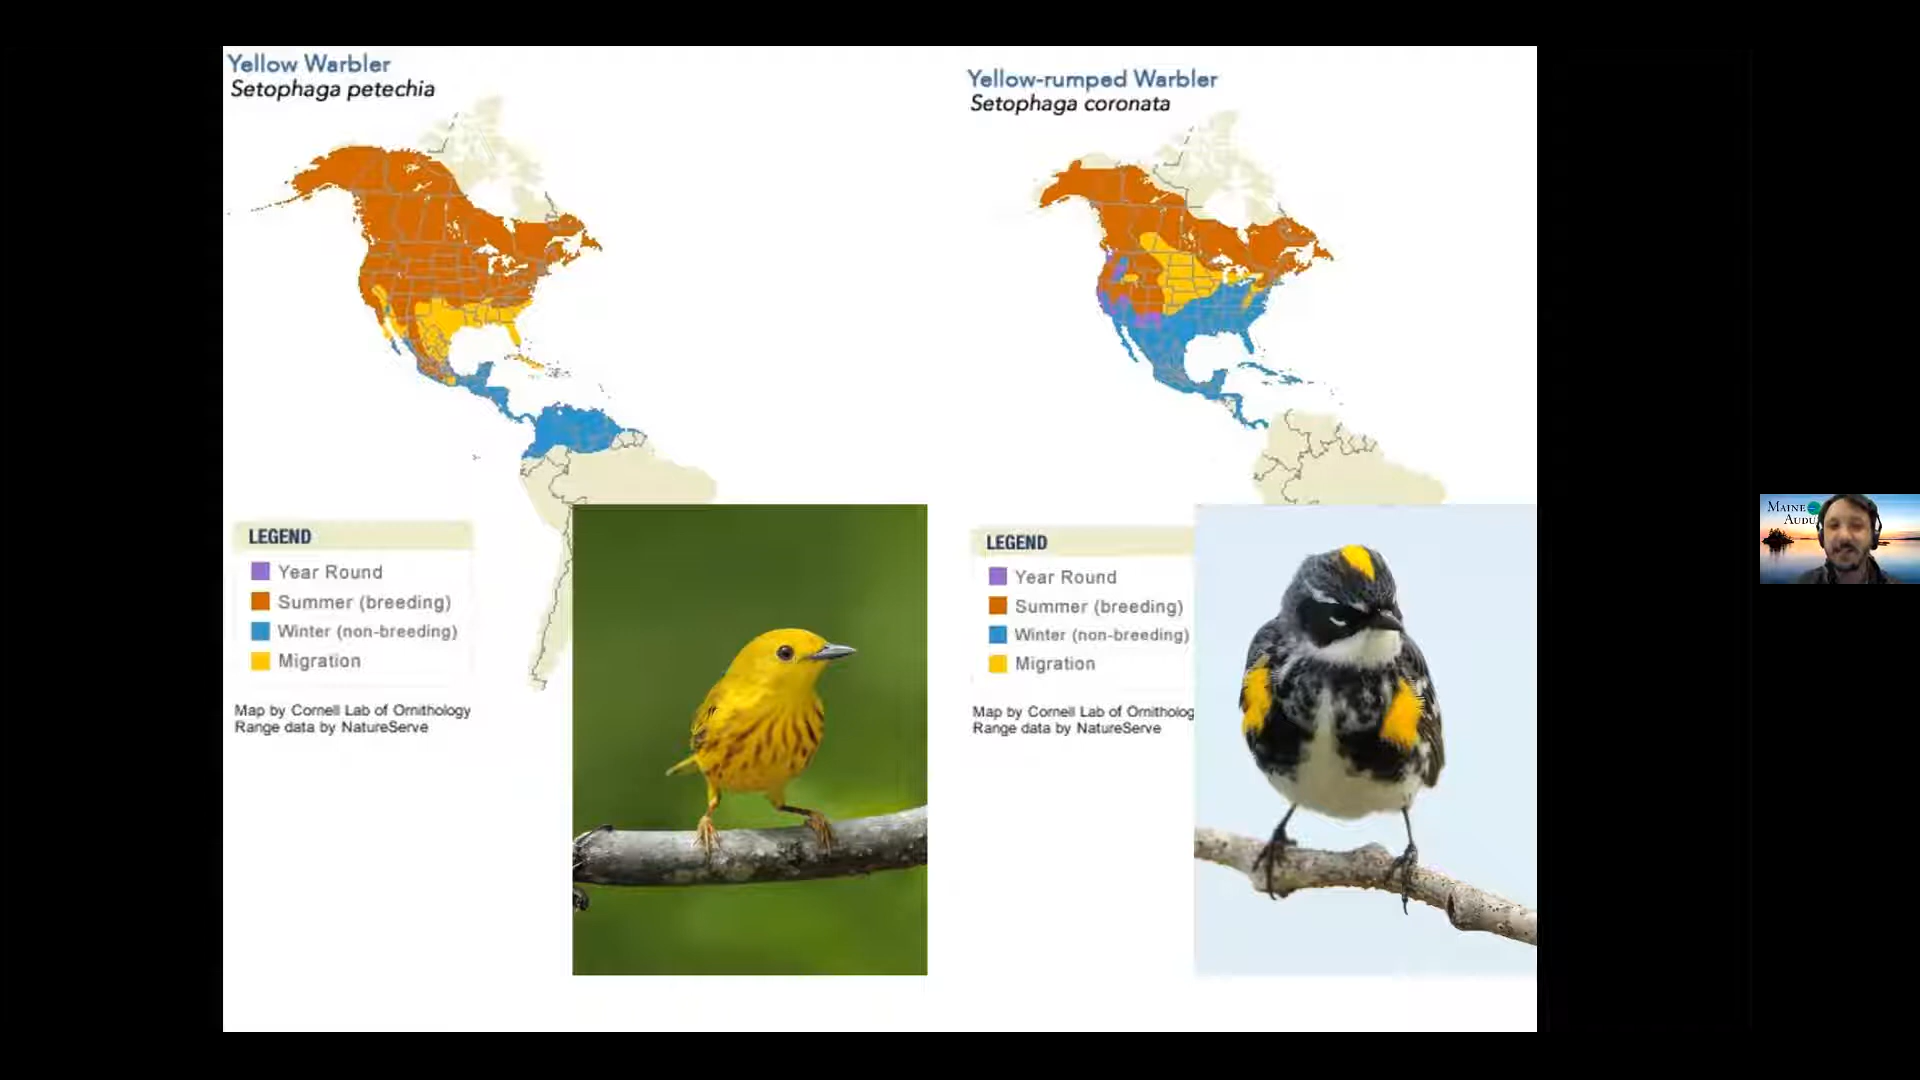 Yellow Warbler
Setophaga petechia
LEGEND
Year Round
Summer (breeding)
Winter (non-breeding)
Migration
Map by Cornell Lab of Ornithology
Range data by NatureServe
Yellow-rumped Warbler
Setophaga coronata
LEGEND
Year Round
Summer (breeding)
Winter (non-breeding)
Migration
Map by Cornell Lab of Ornitholog
Range data by NatureServe
MAINE
AUDU